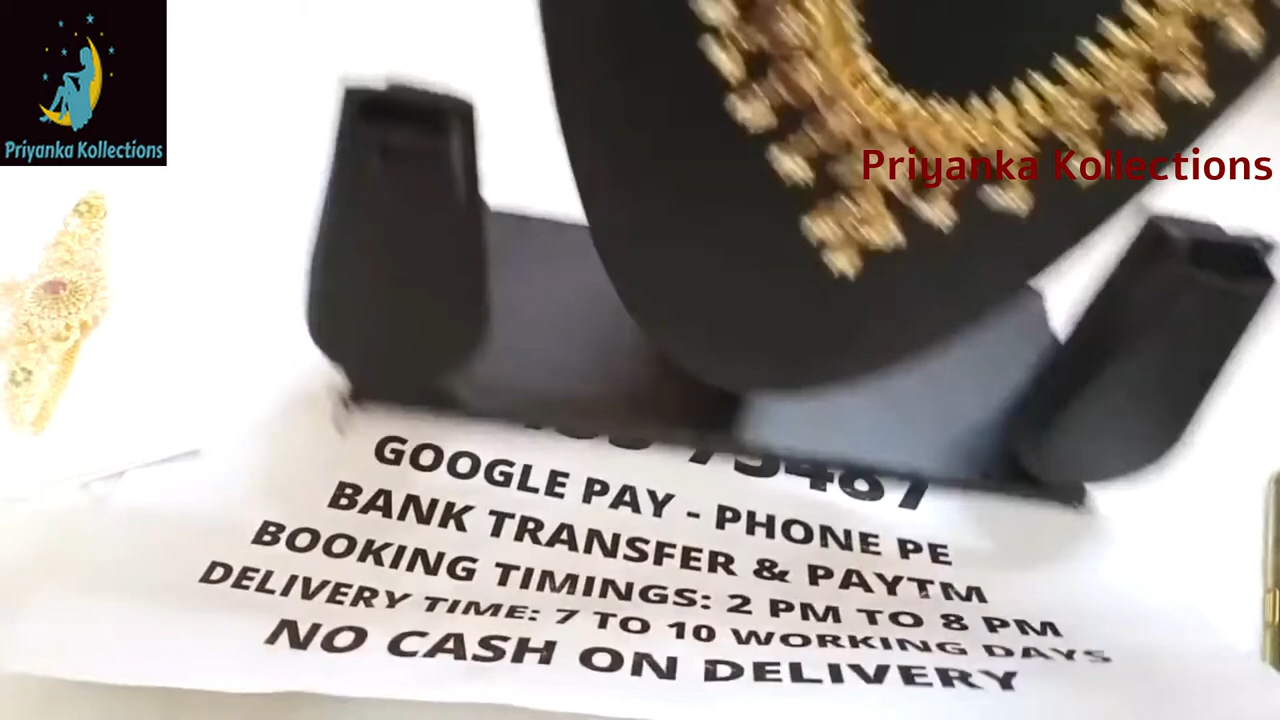 Priyanka Kollections
Priyanka Kollections
GOOGLE PAY - PHONE PE
BANK TRANSFER & PAYTM
BOOKING TIMINGS: 2 PM TO 8 PM
DELIVERY TIME: 7 TO 10 WORKING DAYS
NO CASH ON DELIVERY